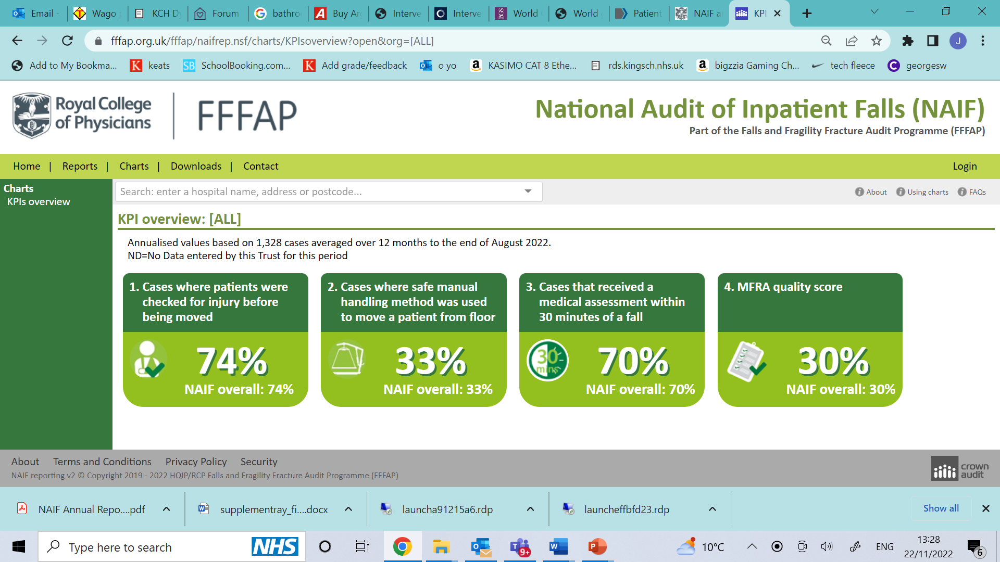 Email
Wago
KCH Dy
Forum
bathro
Buy Ar
Interve
Interve
World
World
Patient
NAIF a
KPI
fffap.org.uk/fffap/naifrep.nsf/charts/KPIsoverview?open&org=[ALL]
J
Add to My Bookma...
keats
SB
SchoolBooking.com...
Add grade/feedback
o yo
KASIMO CAT 8 Ethe...
rds.kingsch.nhs.uk
bigzzia Gaming Ch...
tech fleece
georgesw
Royal College
of Physicians
FFFAP
National Audit of Inpatient Falls (NAIF)
Part of the Falls and Fragility Fracture Audit Programme (FFFAP)
Home | Reports | Charts | Downloads | Contact
Login
Charts
KPIs overview
Search: enter a hospital name, address or postcode...
About
Using charts
FAQs
KPI overview: [ALL]
Annualised values based on 1,328 cases averaged over 12 months to the end of August 2022.
ND=No Data entered by this Trust for this period
1. Cases where patients were
checked for injury before
being moved
74%
NAIF overall: 74%
2. Cases where safe manual
handling method was used
to move a patient from floor
33%
NAIF overall: 33%
3. Cases that received a
medical assessment within
30 minutes of a fall
30
mins
70%
NAIF overall: 70%
4. MFRA quality score
30%
NAIF overall: 30%
About Terms and Conditions Privacy Policy Security
NAIF reporting v2 © Copyright 2019 - 2022 HQIP/RCP Falls and Fragility Fracture Audit Programme (FFFAP)
crown
audit
NAIF Annual Repo....pdf
supplementray_fi....docx
launcha91215a6.rdp
launcheffbfd23.rdp
Show all
Type here to search
NHS
9+
10°C
ENG
13:28
22/11/2022
6